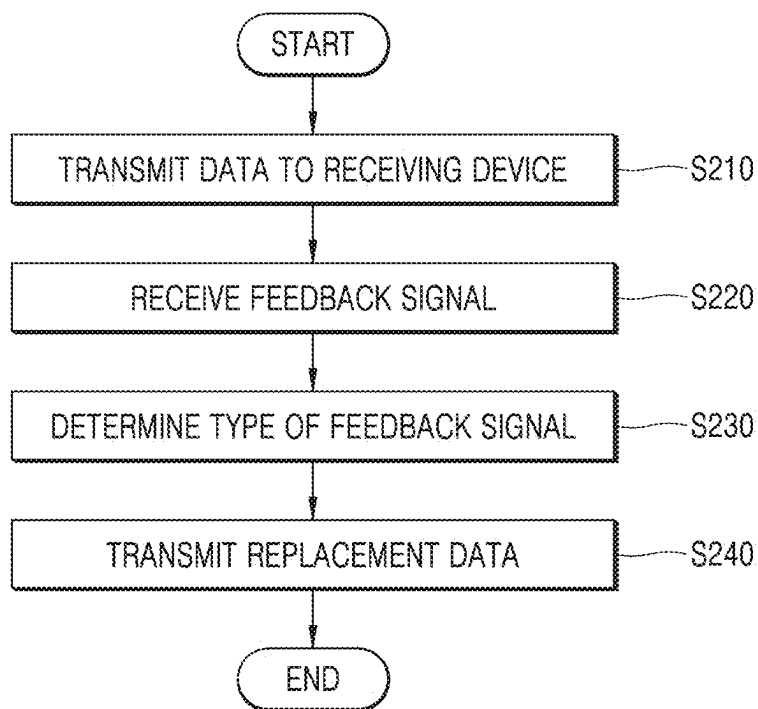 START
TRANSMIT DATA TO RECEIVING DEVICE
S210
RECEIVE FEEDBACK SIGNAL
S220
DETERMINE TYPE OF FEEDBACK SIGNAL
S230
TRANSMIT REPLACEMENT DATA
S240
END